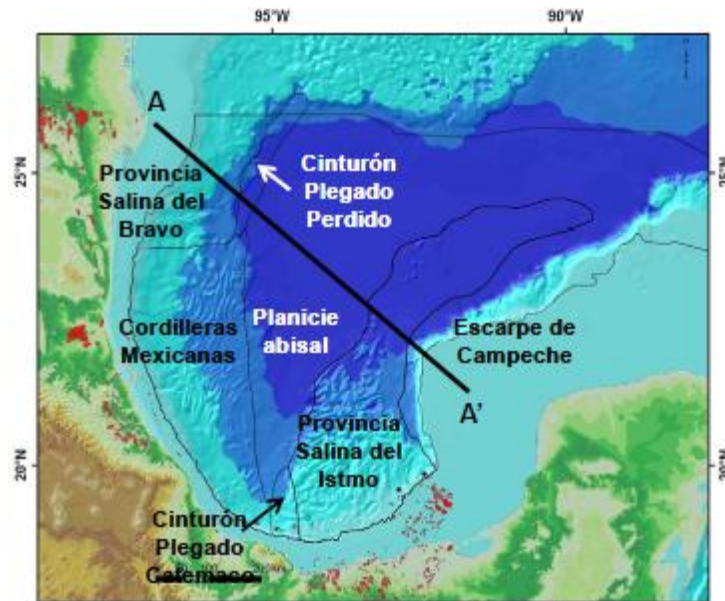 95°W
90°W
A
Cinturón
Plegado
Perdido
25°N
25°N
Provincia
Salina del
Bravo
Cordilleras
Mexicanas
Planicie
abisal
Escarpe de
Campeche
A'
Provincia
Salina del
Istmo
20°N
20°N
Cinturón
Plegado
Catemaco